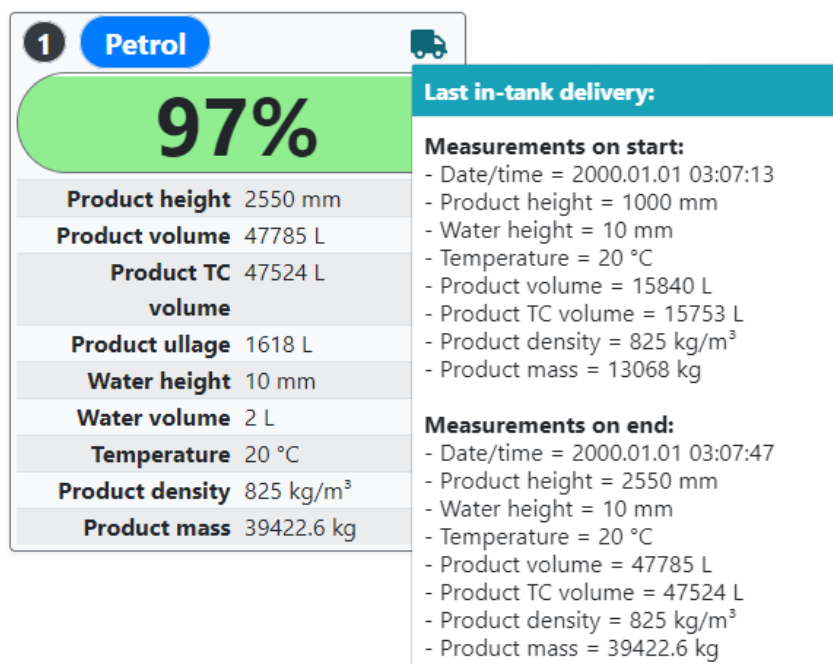 1 Petrol
97%
Product height 2550 mm
Product volume 47785 L
Product TC 47524 L
volume
Product ullage 1618 L
Water height 10 mm
Water volume 2 L
Temperature 20 °C
Product density 825 kg/m³
Product mass 39422.6 kg
Last in-tank delivery:
Measurements on start:
- Date/time = 2000.01.01 03:07:13
- Product height = 1000 mm
- Water height = 10 mm
- Temperature = 20 °C
- Product volume = 15840 L
- Product TC volume = 15753 L
- Product density = 825 kg/m³
- Product mass = 13068 kg
Measurements on end:
- Date/time = 2000.01.01 03:07:47
- Product height = 2550 mm
- Water height = 10 mm
- Temperature = 20 °C
- Product volume = 47785 L
- Product TC volume = 47524 L
- Product density = 825 kg/m³
- Product mass = 39422.6 kg